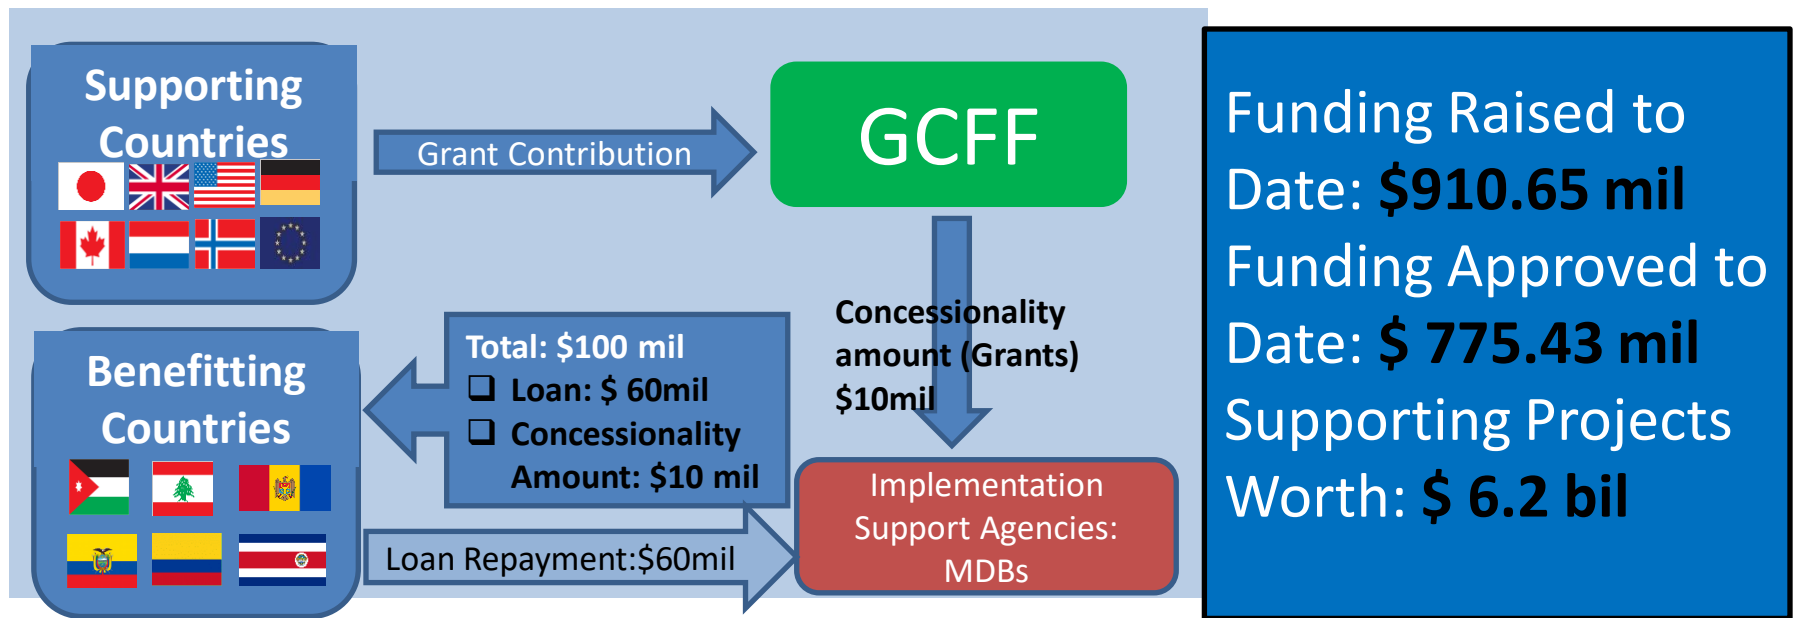 Supporting
Countries
Grant Contribution
GCFF
Concessionality
amount (Grants)
$10mil
Total: $100 mil
❑ Loan: $ 60mil
❑ Concessionality
Amount: $10 mil
Benefitting
Countries
Loan Repayment:$60mil
Implementation
Support Agencies:
MDBs
Funding Raised to
Date: $910.65 mil
Funding Approved to
Date: $ 775.43 mil
Supporting Projects
Worth: $ 6.2 bil